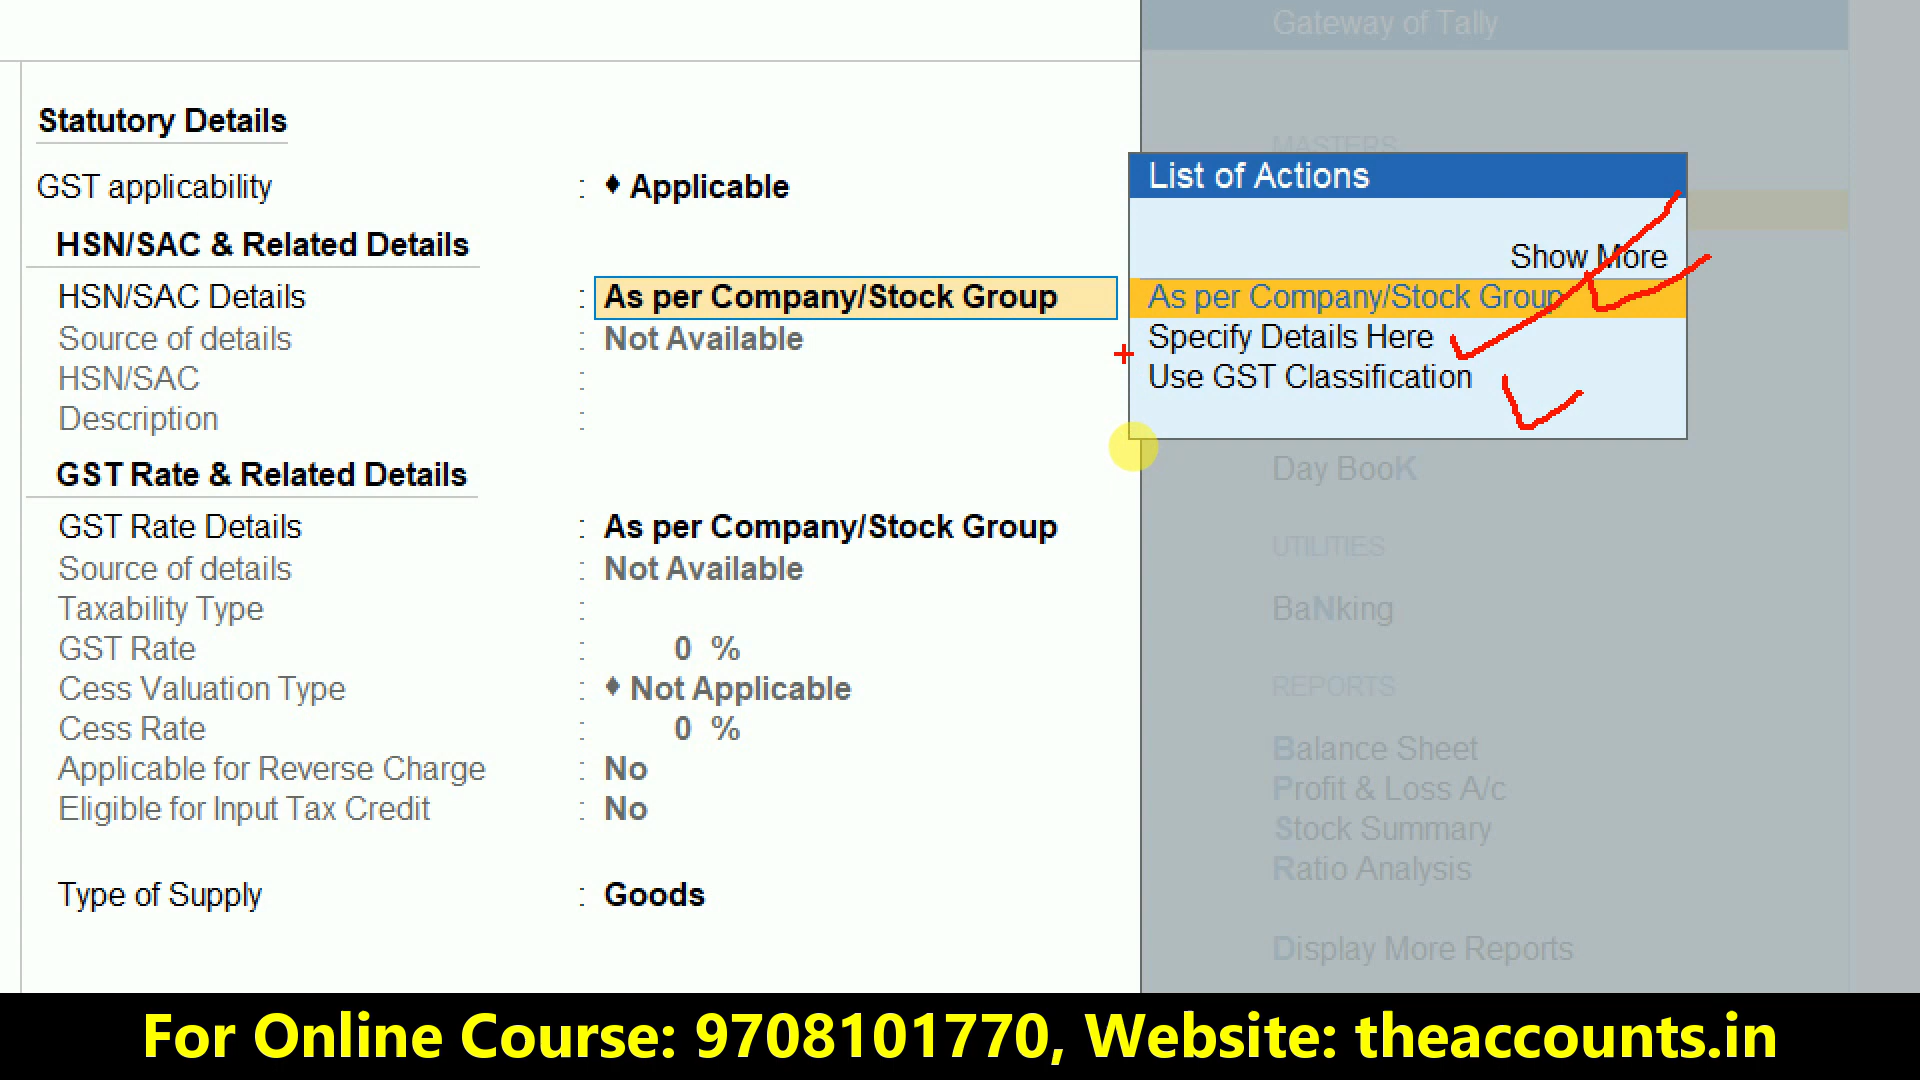 Gateway of Tally
Statutory Details
GST applicability : ♦ Applicable
HSN/SAC & Related Details
HSN/SAC Details : As per Company/Stock Group
Source of details : Not Available
HSN/SAC :
Description :
GST Rate & Related Details
GST Rate Details : As per Company/Stock Group
Source of details : Not Available
Taxability Type :
GST Rate : 0 %
Cess Valuation Type : ♦ Not Applicable
Cess Rate : 0 %
Applicable for Reverse Charge : No
Eligible for Input Tax Credit : No
Type of Supply : Goods
MASTERS
List of Actions
Show More
As per Company/Stock Group
Specify Details Here
Use GST Classification
Day BooK
UTILITIES
BaNking
REPORTS
Balance Sheet
Profit & Loss A/c
Stock Summary
Ratio Analysis
Display More Reports
For Online Course: 9708101770, Website: theaccounts.in